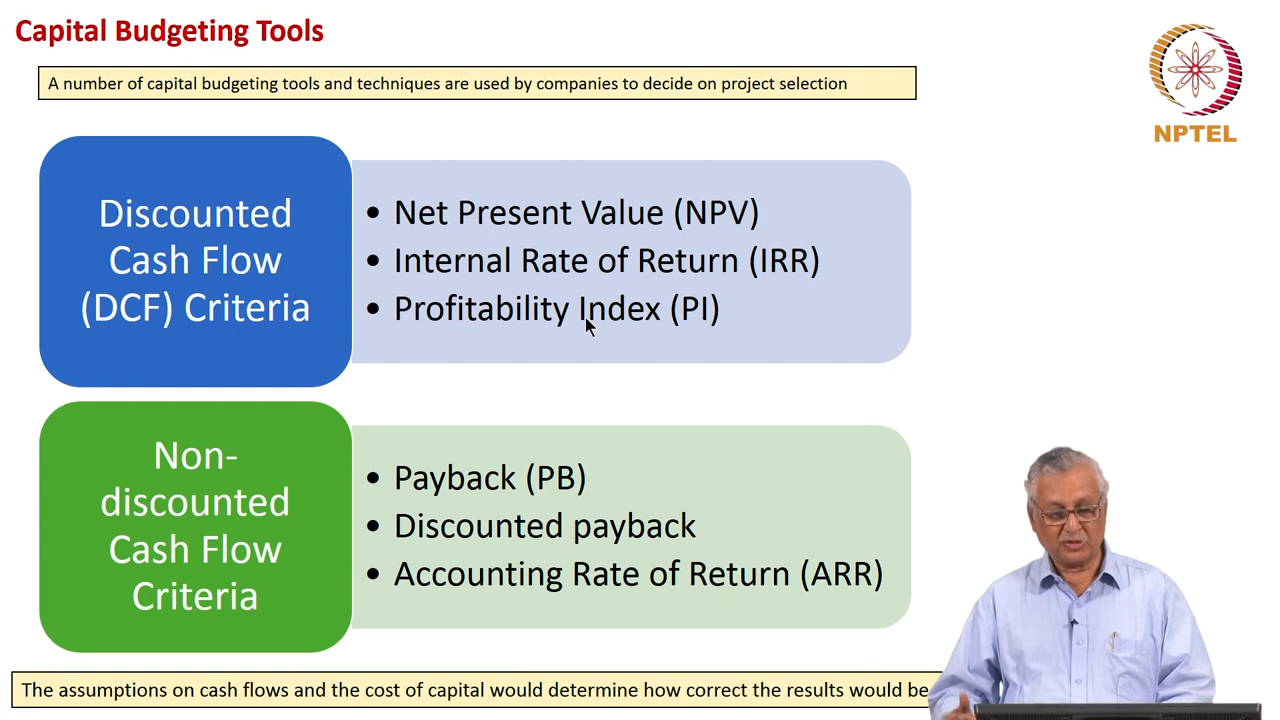 Capital Budgeting Tools
A number of capital budgeting tools and techniques are used by companies to decide on project selection
NPTEL
Discounted
Cash Flow
(DCF) Criteria
• Net Present Value (NPV)
• Internal Rate of Return (IRR)
• Profitability Index (PI)
Non-
discounted
Cash Flow
Criteria
• Payback (PB)
• Discounted payback
• Accounting Rate of Return (ARR)
The assumptions on cash flows and the cost of capital would determine how correct the results would be